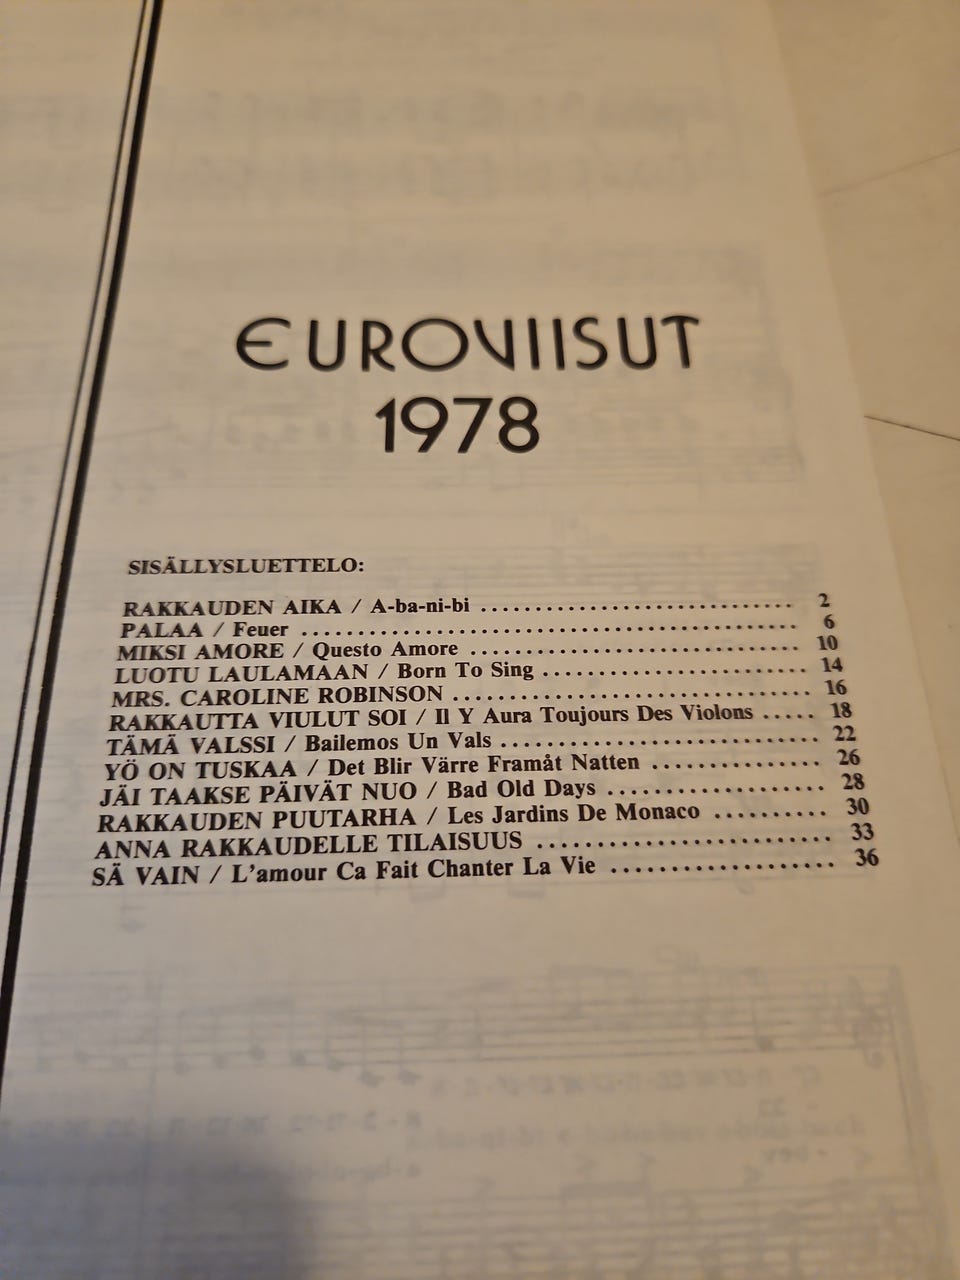 EUROVIISUT
1978
SISÄLLYSLUETTELO:
RAKKAUDEN AIKA / A-ba-ni-bi ............................. 2
PALAA / Feuer ............................................... 6
MIKSI AMORE / Questo Amore ............................... 10
LUOTU LAULAMAAN / Born To Sing ......................... 14
MRS. CAROLINE ROBINSON .................................. 16
RAKKAUTTA VIULUT SOI / Il Y Aura Toujours Des Violons ..... 18
TÄMÄ VALSSI / Bailemos Un Vals ............................. 22
YÖ ON TUSKAA / Det Blir Värre Framåt Natten ............... 26
JÄI TAAKSE PÄIVÄT NUO / Bad Old Days ................... 28
RAKKAUDEN PUUTARHA / Les Jardins De Monaco .......... 30
ANNA RAKKAUDELLE TILAISUUS ........................... 33
SÄ VAIN / L'amour Ca Fait Chanter La Vie ................... 36